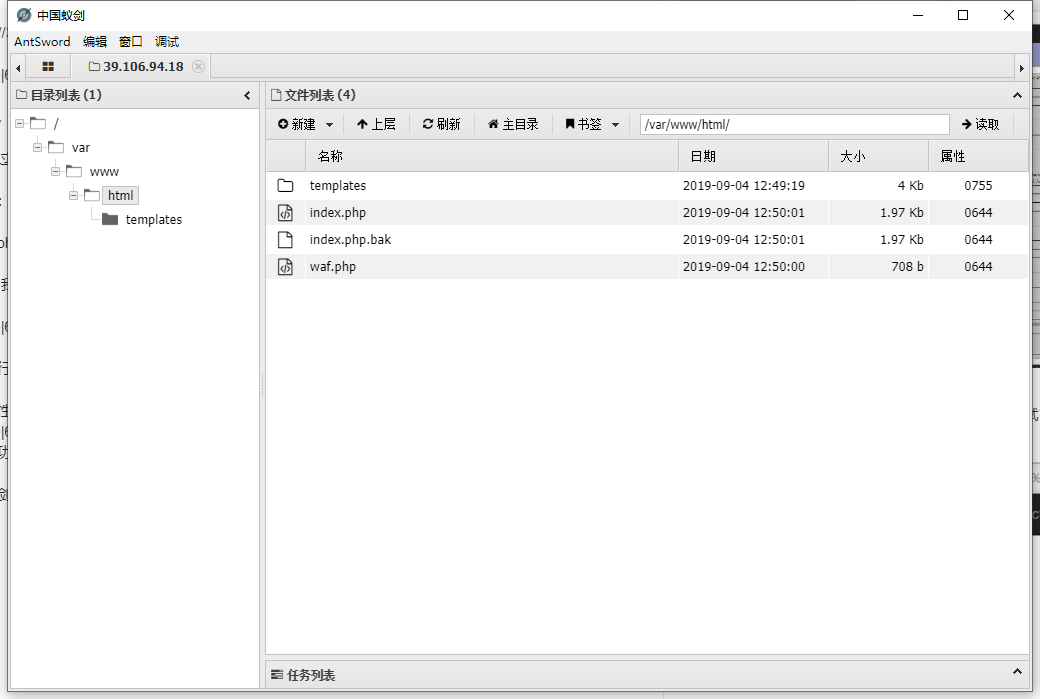 中国蚁剑
AntSword 编辑 窗口 调试
39.106.94.18
目录列表 (1)
/
var
www
html
templates
文件列表 (4)
新建 上层 刷新 主目录 书签 /var/www/html/ 读取
名称 日期 大小 属性
templates 2019-09-04 12:49:19 4 Kb 0755
index.php 2019-09-04 12:50:01 1.97 Kb 0644
index.php.bak 2019-09-04 12:50:01 1.97 Kb 0644
waf.php 2019-09-04 12:50:00 708 b 0644
任务列表